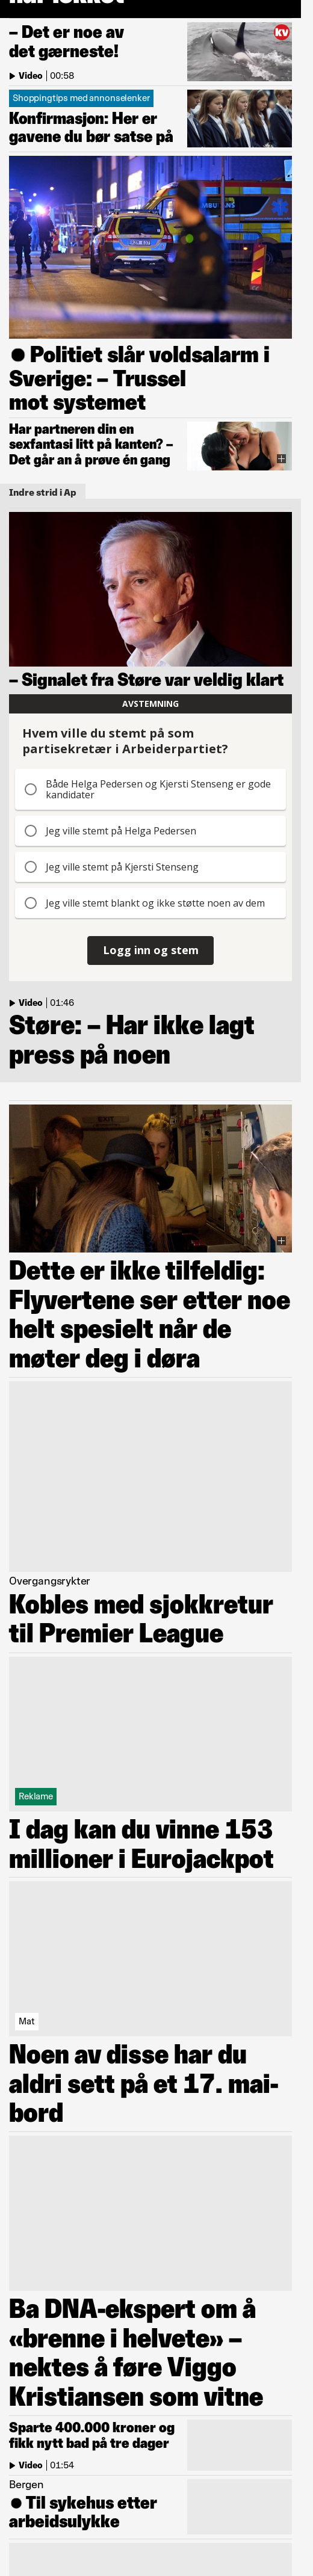 – Det er noe av
det gærneste!
Video | 00:58
kv
Shoppingtips med annonselenker
Konfirmasjon: Her er
gavene du bør satse på
AMBULANS
Politiet slår voldsalarm i
Sverige: – Trussel
mot systemet
Har partneren din en
sexfantasi litt på kanten? –
Det går an å prøve én gang
Indre strid i Ap
– Signalet fra Støre var veldig klart
AVSTEMNING
Hvem ville du stemt på som
partisekretær i Arbeiderpartiet?
Både Helga Pedersen og Kjersti Stenseng er gode
kandidater
Jeg ville stemt på Helga Pedersen
Jeg ville stemt på Kjersti Stenseng
Jeg ville stemt blankt og ikke støtte noen av dem
Logg inn og stem
Video | 01:46
Støre: – Har ikke lagt
press på noen
Dette er ikke tilfeldig:
Flyvertene ser etter noe
helt spesielt når de
møter deg i døra
Overgangsrykter
Kobles med sjokkretur
til Premier League
Reklame
I dag kan du vinne 153
millioner i Eurojackpot
Mat
Noen av disse har du
aldri sett på et 17. mai-
bord
Ba DNA-ekspert om å
«brenne i helvete» –
nektes å føre Viggo
Kristiansen som vitne
Sparte 400.000 kroner og
fikk nytt bad på tre dager
Video | 01:54
Bergen
Til sykehus etter
arbeidsulykke